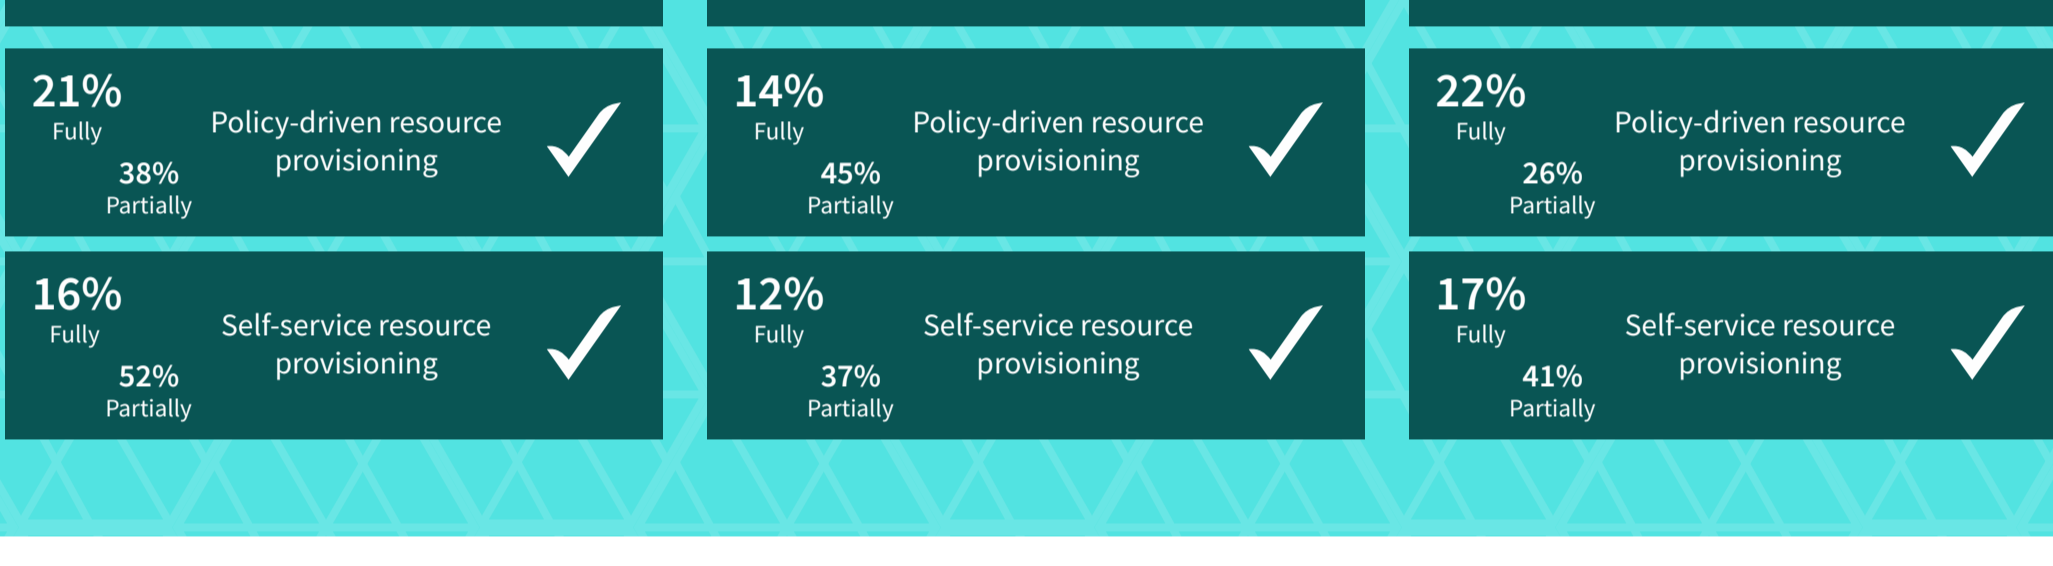 21%
Fully
38%
Partially
Policy-driven resource
provisioning
14%
Fully
45%
Partially
Policy-driven resource
provisioning
22%
Fully
26%
Partially
Policy-driven resource
provisioning
16%
Fully
52%
Partially
Self-service resource
provisioning
12%
Fully
37%
Partially
Self-service resource
provisioning
17%
Fully
41%
Partially
Self-service resource
provisioning